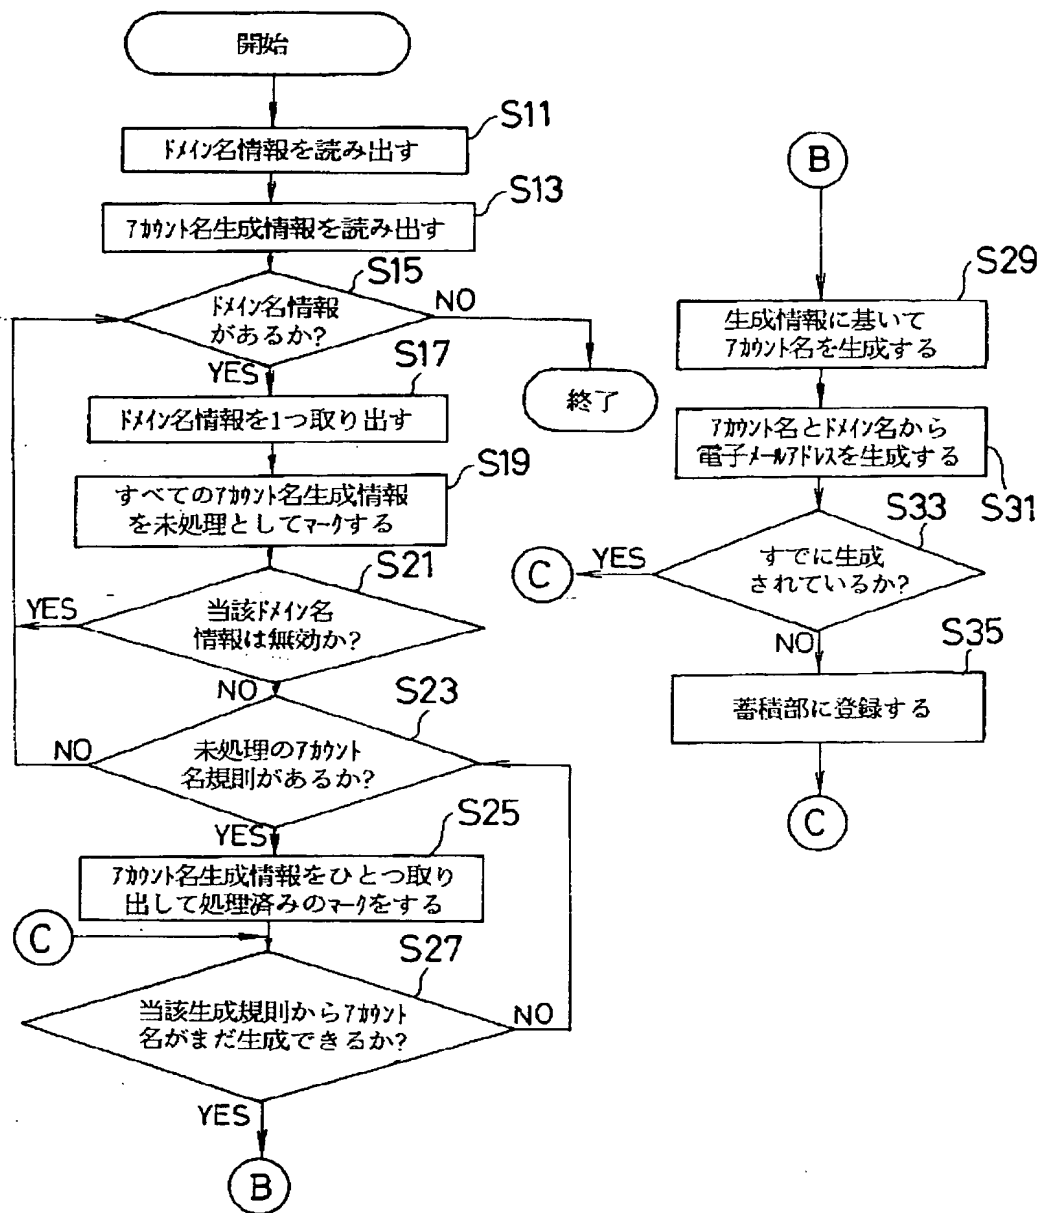 開始
S11
ﾄﾞﾒｲﾝ名情報を読み出す
S13
ｱｶｳﾝﾄ名生成情報を読み出す
S15
ﾄﾞﾒｲﾝ名情報
があるか?
NO
YES
終了
S17
ﾄﾞﾒｲﾝ名情報を1つ取り出す
S19
すべてのｱｶｳﾝﾄ名生成情報
を未処理としてﾏｰｸする
S21
当該ﾄﾞﾒｲﾝ名
情報は無効か?
YES
NO
S23
未処理のｱｶｳﾝﾄ
名規則があるか?
NO
YES
S25
ｱｶｳﾝﾄ名生成情報をひとつ取り
出して処理済みのﾏｰｸをする
C
S27
当該生成規則からｱｶｳﾝﾄ
名がまだ生成できるか?
NO
YES
B
B
S29
生成情報に基いて
ｱｶｳﾝﾄ名を生成する
ｱｶｳﾝﾄ名とﾄﾞﾒｲﾝ名から
電子ﾒｰﾙｱﾄﾞﾚｽを生成する
S31
S33
すでに生成
されているか?
YES
C
NO
S35
蓄積部に登録する
C